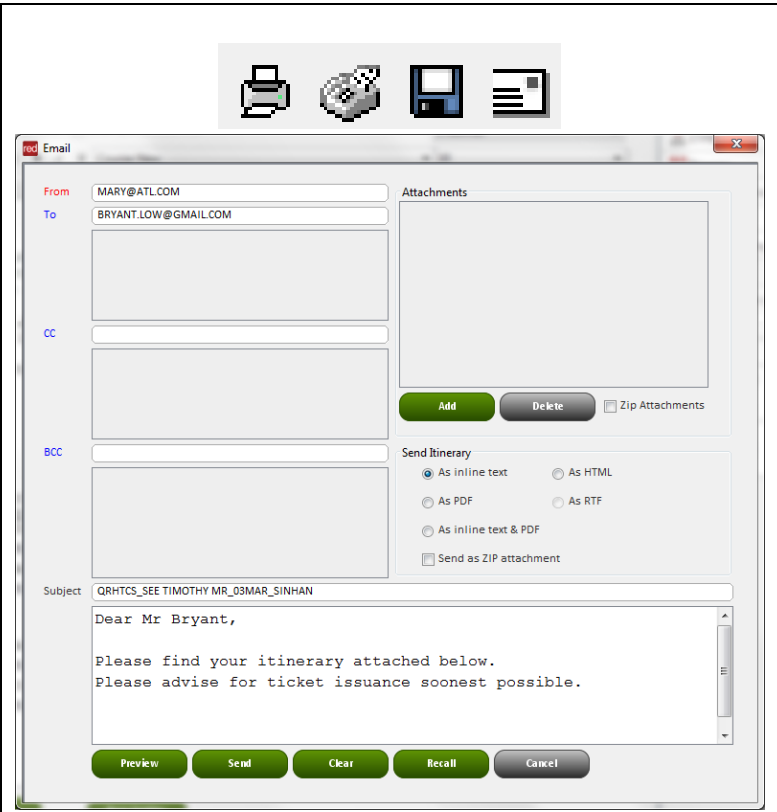 red Email
From MARY@ATL.COM
To BRYANT.LOW@GMAIL.COM
CC
BCC
Attachments
Add Delete Zip Attachments
Send Itinerary
As inline text As HTML
As PDF As RTF
As inline text & PDF
Send as ZIP attachment
Subject QRHTCS_SEE TIMOTHY MR_03MAR_SINHAN
Dear Mr Bryant,
Please find your itinerary attached below.
Please advise for ticket issuance soonest possible.
Preview Send Clear Recall Cancel